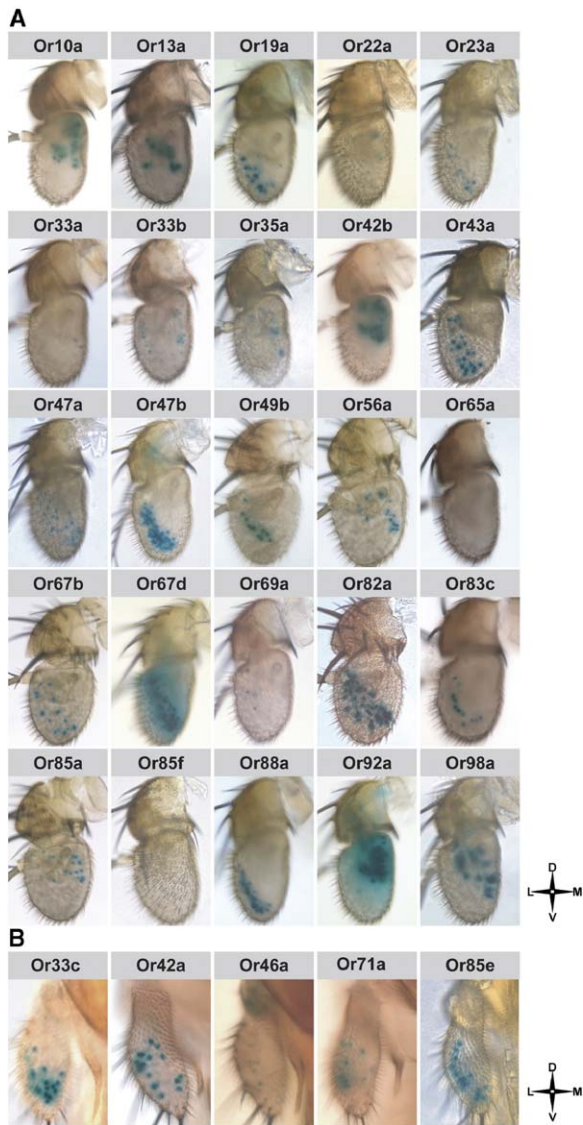 A
Or10a Or13a Or19a Or22a Or23a
Or33a Or33b Or35a Or42b Or43a
Or47a Or47b Or49b Or56a Or65a
Or67b Or67d Or69a Or82a Or83c
Or85a Or85f Or88a Or92a Or98a
D
L M
V
B
Or33c Or42a Or46a Or71a Or85e
D
L M
V